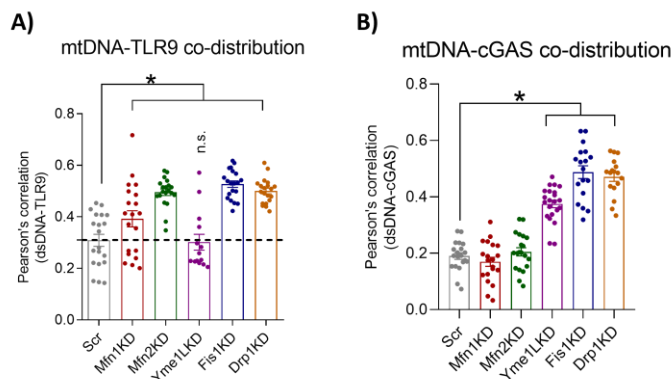 A)
mtDNA-TLR9 co-distribution
*
n.s.
Pearson's correlation
(dsDNA-TLR9)
0.8
0.6
0.4
0.2
0.0
Scr
Mfn1KD
Mfn2KD
Yme1LKD
Fis1KD
Drp1KD
B)
mtDNA-cGAS co-distribution
*
Pearson's correlation
(dsDNA-cGAS)
0.8
0.6
0.4
0.2
0.0
Scr
Mfn1KD
Mfn2KD
Yme1LKD
Fis1KD
Drp1KD